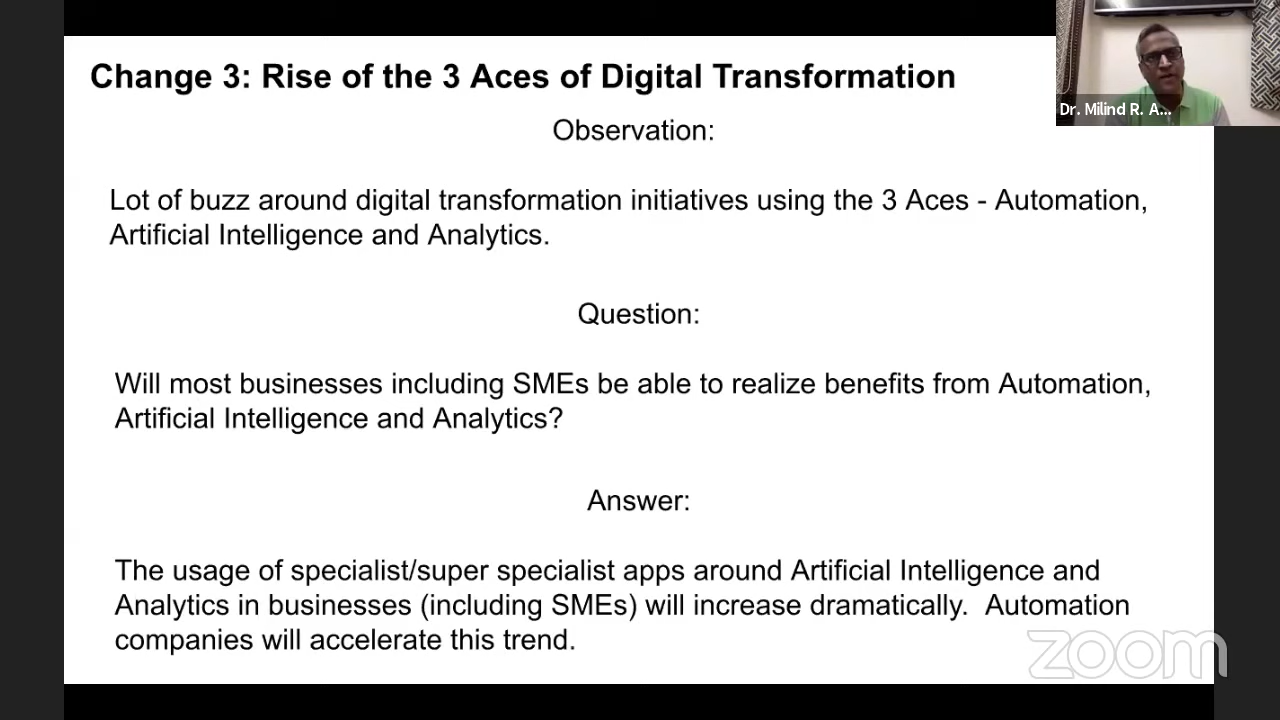 Change 3: Rise of the 3 Aces of Digital Transformation
Dr. Milind R. A...
Observation:
Lot of buzz around digital transformation initiatives using the 3 Aces - Automation,
Artificial Intelligence and Analytics.
Question:
Will most businesses including SMEs be able to realize benefits from Automation,
Artificial Intelligence and Analytics?
Answer:
The usage of specialist/super specialist apps around Artificial Intelligence and
Analytics in businesses (including SMEs) will increase dramatically.  Automation
companies will accelerate this trend.
zoom